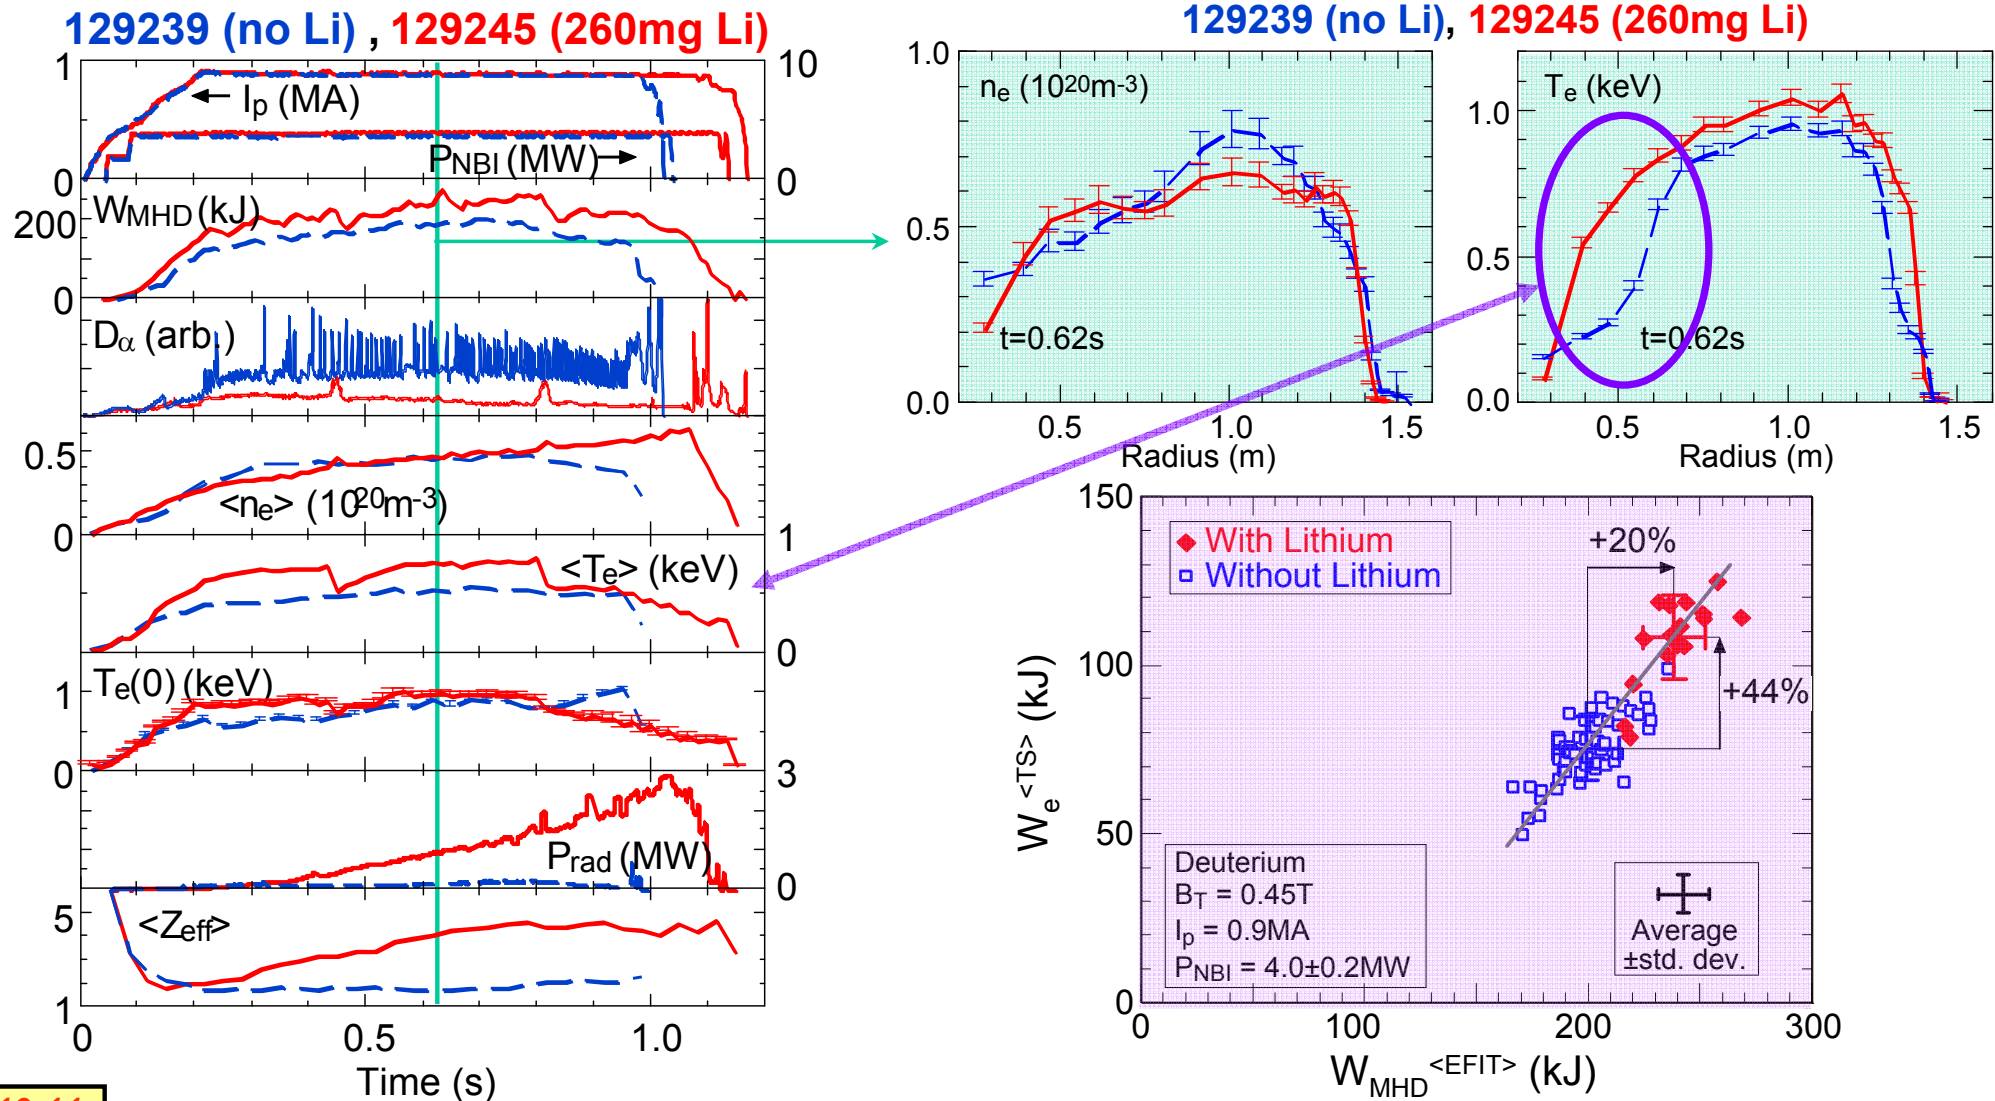 129239 (no Li) , 129245 (260mg Li)
1
10
Ip (MA)
PNBI (MW)
0
0
WMHD (kJ)
200
0
Dα (arb.)
0.5
<ne> (10²⁰m-3)
0
1
<Te> (keV)
0
Te(0) (keV)
1
0
3
Prad (MW)
0
5
<Zeff>
1
0
0.5
1.0
Time (s)
129239 (no Li), 129245 (260mg Li)
1.0
ne (10²⁰m-3)
0.5
t=0.62s
0.0
0.5
1.0
1.5
Radius (m)
Te (keV)
1.0
0.5
t=0.62s
0.0
0.5
1.0
1.5
Radius (m)
150
With Lithium
Without Lithium
+20%
100
+44%
We<TS> (kJ)
50
Deuterium
BT = 0.45T
Ip = 0.9MA
PNBI = 4.0±0.2MW
Average
±std. dev.
0
0
100
200
300
WMHD<EFIT> (kJ)